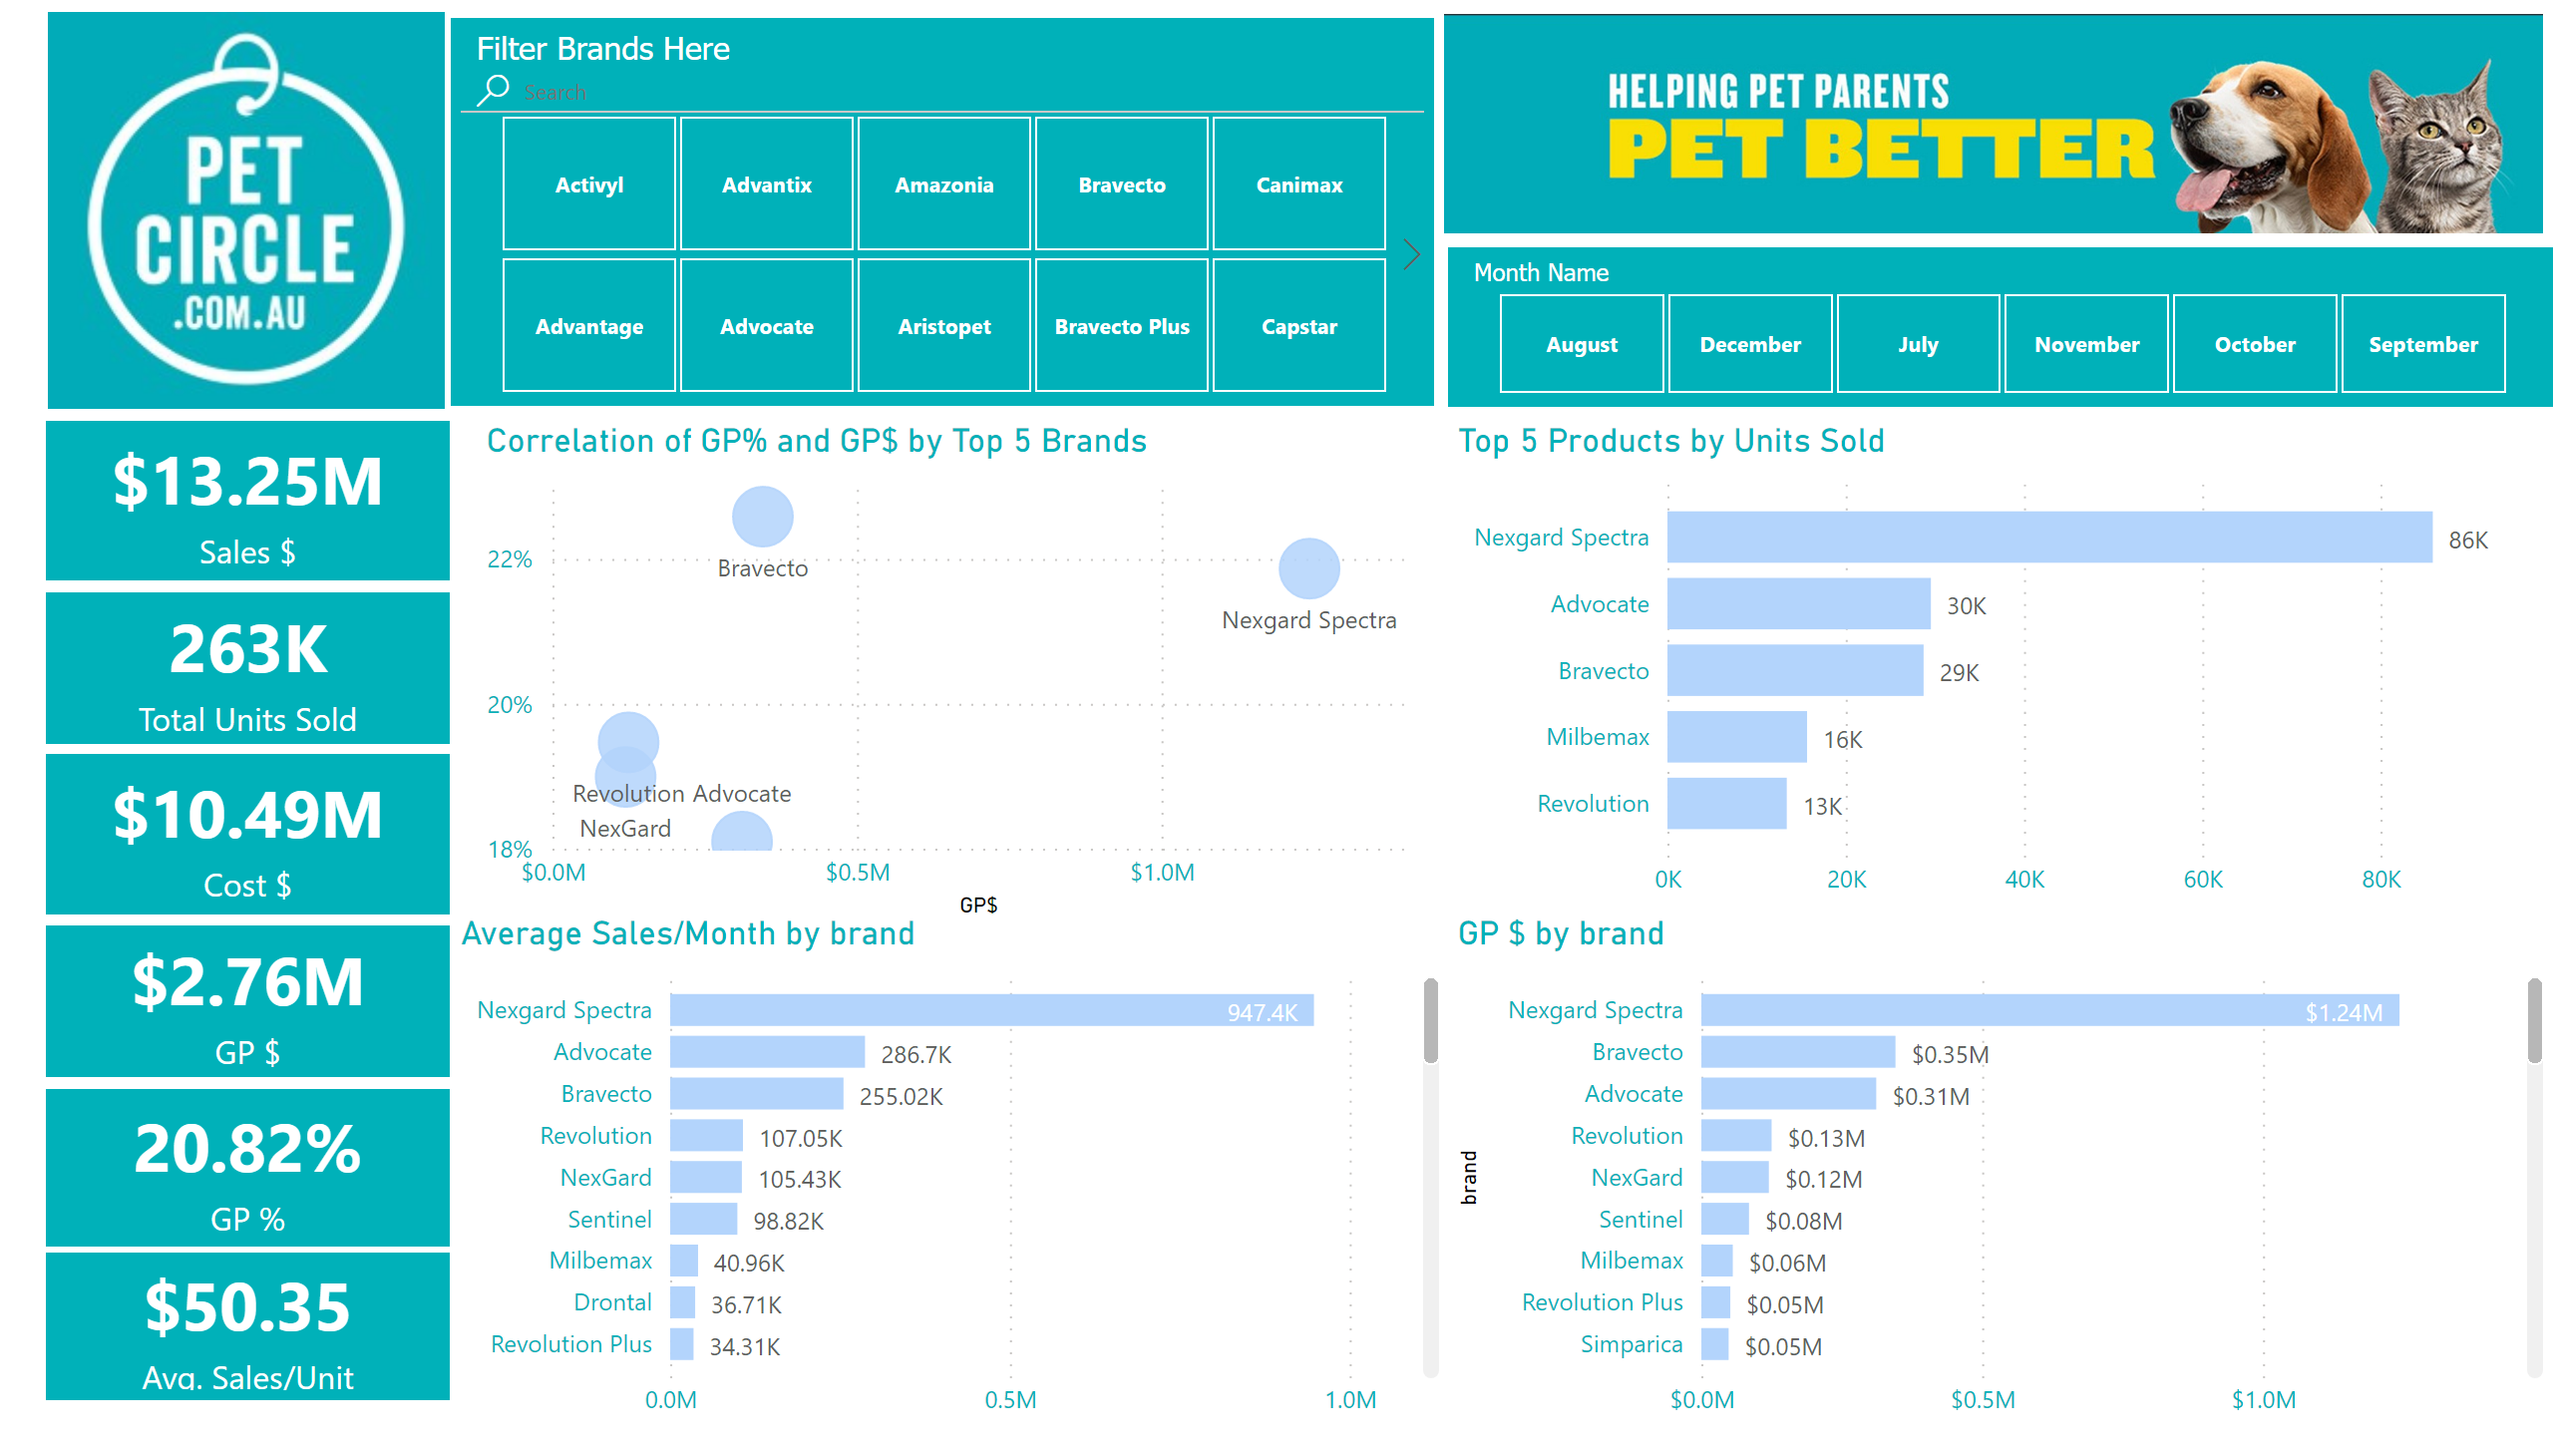 PET
CIRCLE
.COM.AU
Filter Brands Here
Search
Activyl
Advantix
Amazonia
Bravecto
Canimax
Advantage
Advocate
Aristopet
Bravecto Plus
Capstar
HELPING PET PARENTS
PET BETTER
Month Name
August
December
July
November
October
September
$13.25M
Sales $
263K
Total Units Sold
$10.49M
Cost $
$2.76M
GP $
20.82%
GP %
$50.35
Avg. Sales/Unit
Correlation of GP% and GP$ by Top 5 Brands
22%
20%
18%
Bravecto
Nexgard Spectra
Revolution
Advocate
NexGard
$0.0M
$0.5M
$1.0M
GP$
Top 5 Products by Units Sold
Nexgard Spectra
86K
Advocate
30K
Bravecto
29K
Milbemax
16K
Revolution
13K
0K
20K
40K
60K
80K
Average Sales/Month by brand
Nexgard Spectra
947.4K
Advocate
286.7K
Bravecto
255.02K
Revolution
107.05K
NexGard
105.43K
Sentinel
98.82K
Milbemax
40.96K
Drontal
36.71K
Revolution Plus
34.31K
0.0M
0.5M
1.0M
GP $ by brand
brand
Nexgard Spectra
$1.24M
Bravecto
$0.35M
Advocate
$0.31M
Revolution
$0.13M
NexGard
$0.12M
Sentinel
$0.08M
Milbemax
$0.06M
Revolution Plus
$0.05M
Simparica
$0.05M
$0.0M
$0.5M
$1.0M